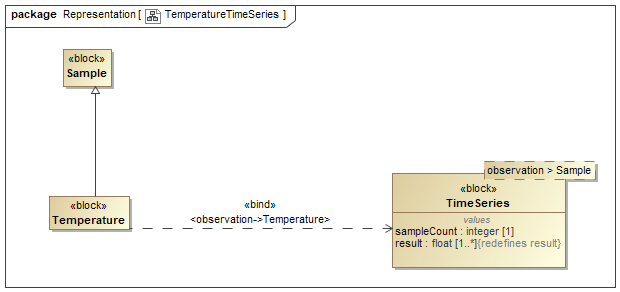 package Representation [ TemperatureTimeSeries ]
«block»
Sample
observation > Sample
«block»
TimeSeries
values
sampleCount : integer [1]
result : float [1..*]{redefines result}
«block»
Temperature
«bind»
<observation->Temperature>